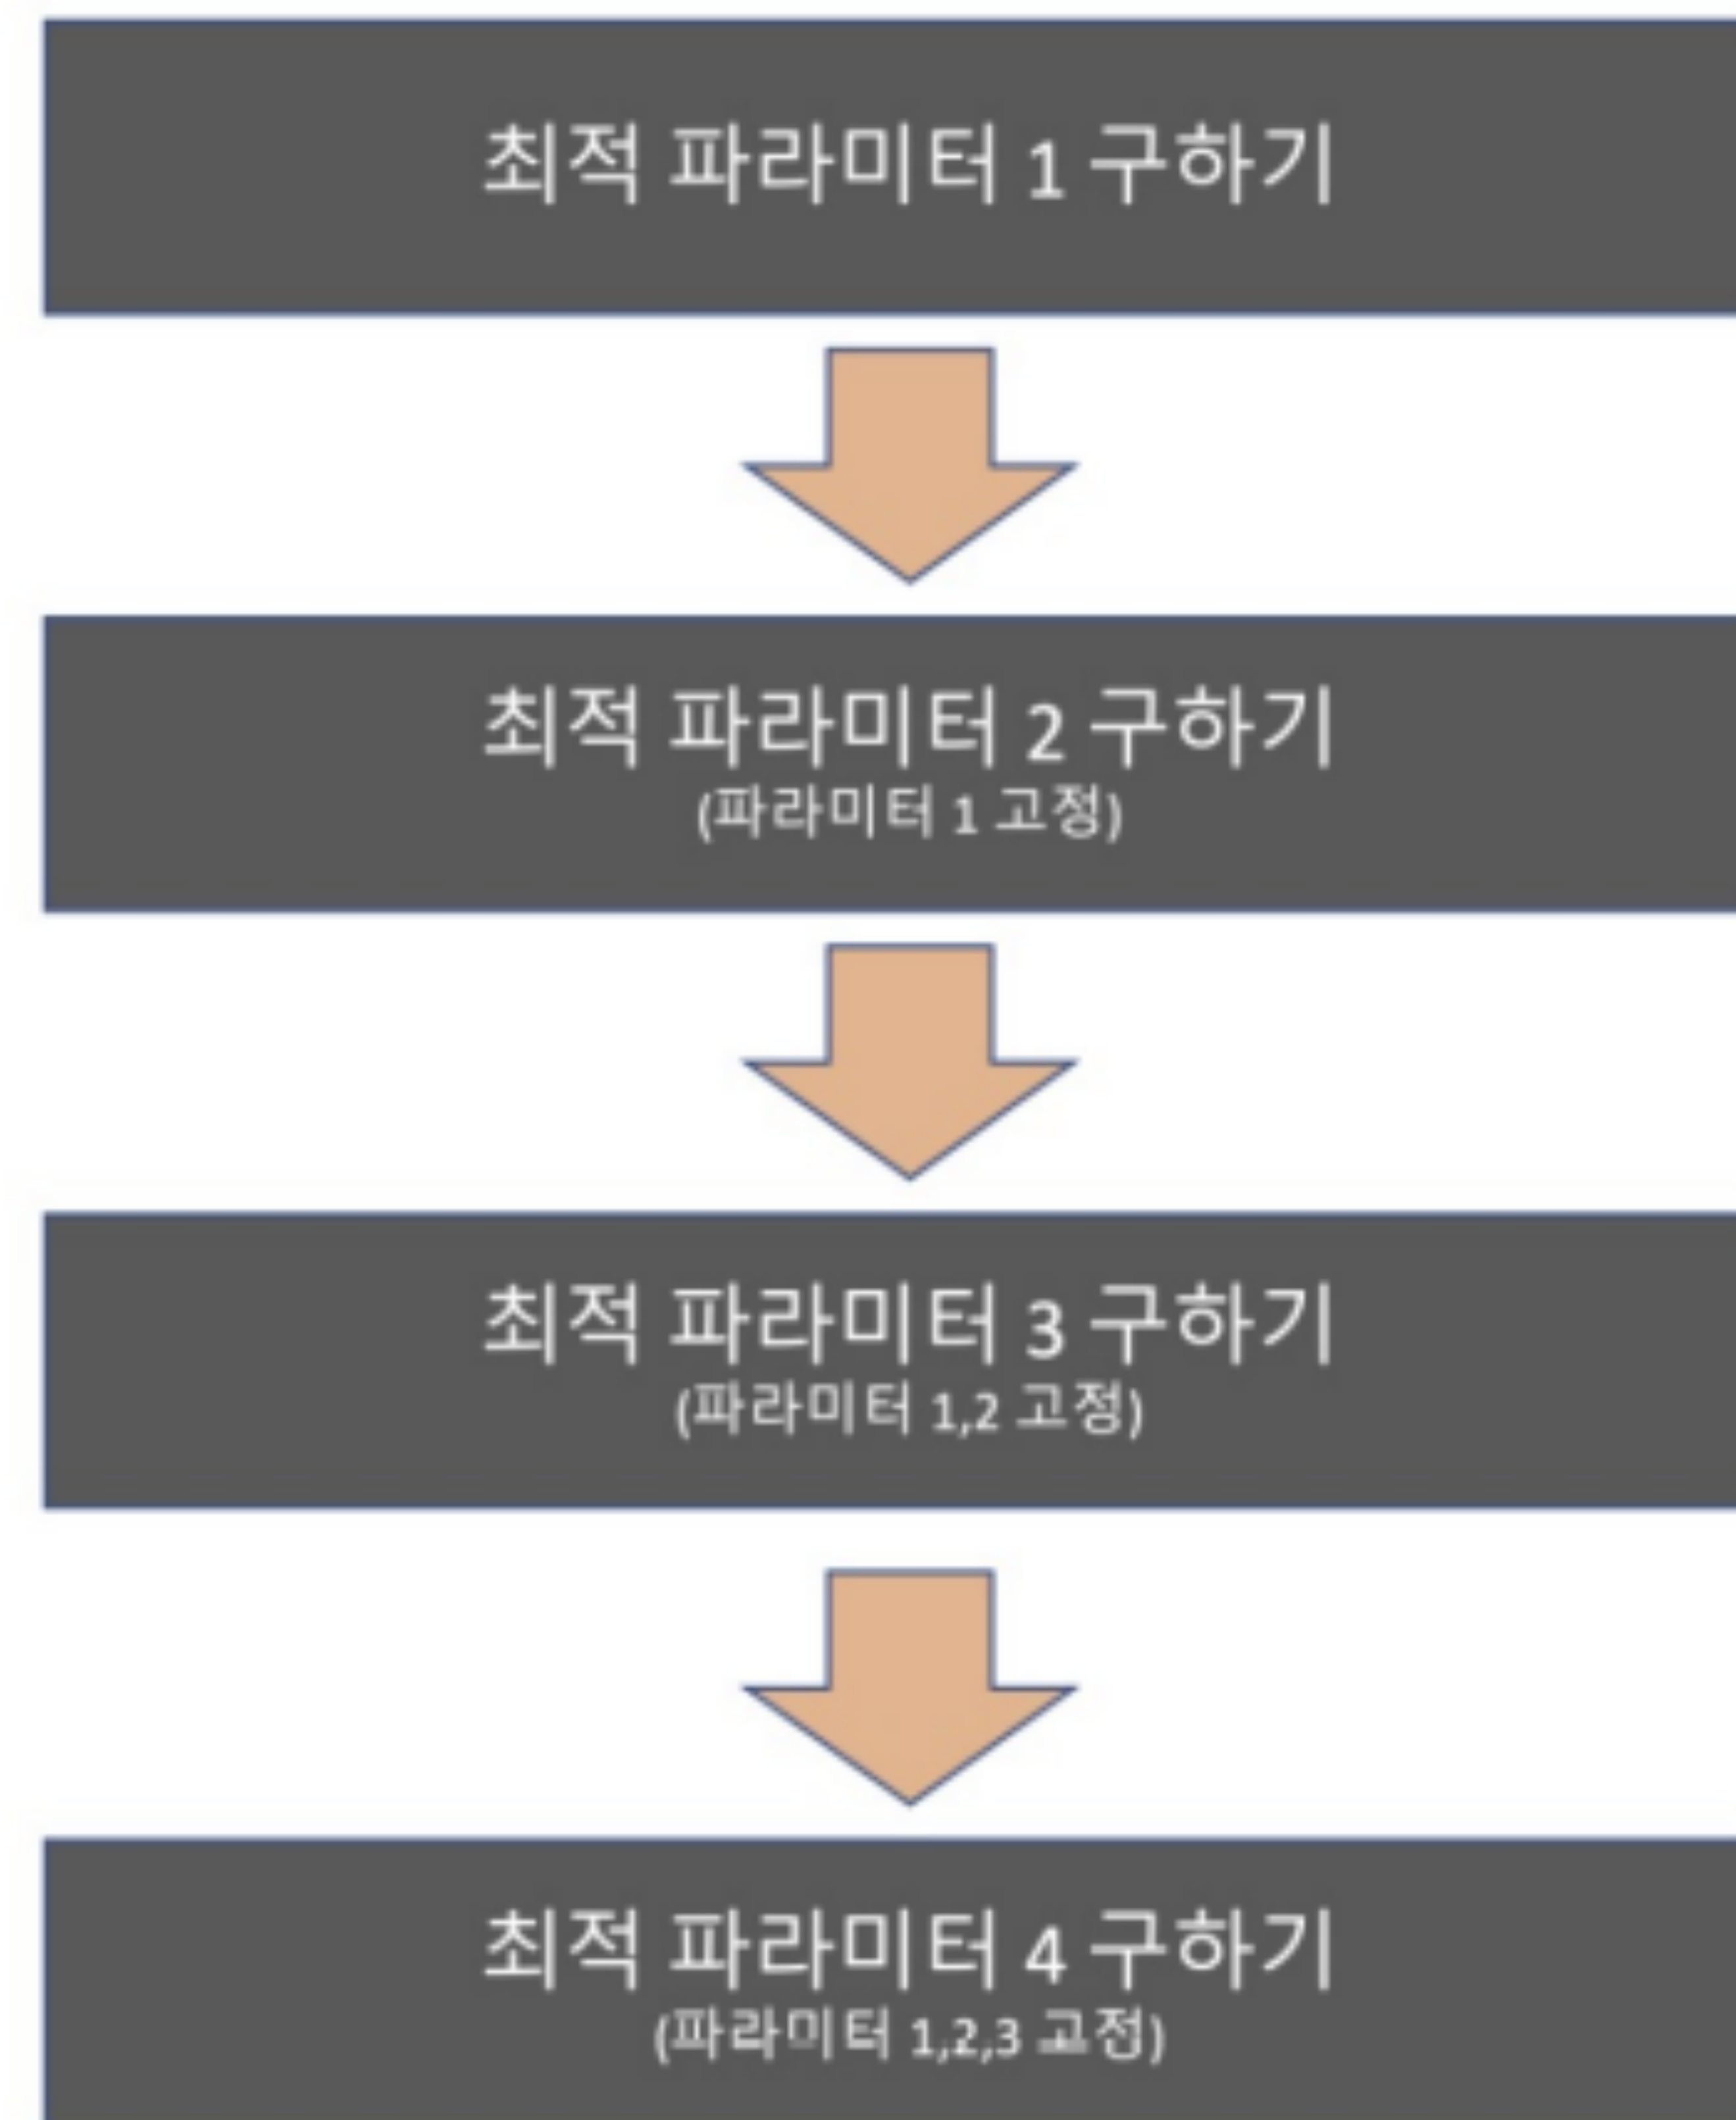 최적 파라미터 1 구하기
최적 파라미터 2 구하기
(파라미터 1 고정)
최적 파라미터 3 구하기
(파라미터 1,2 고정)
최적 파라미터 4 구하기
(파라미터 1,2,3 고정)